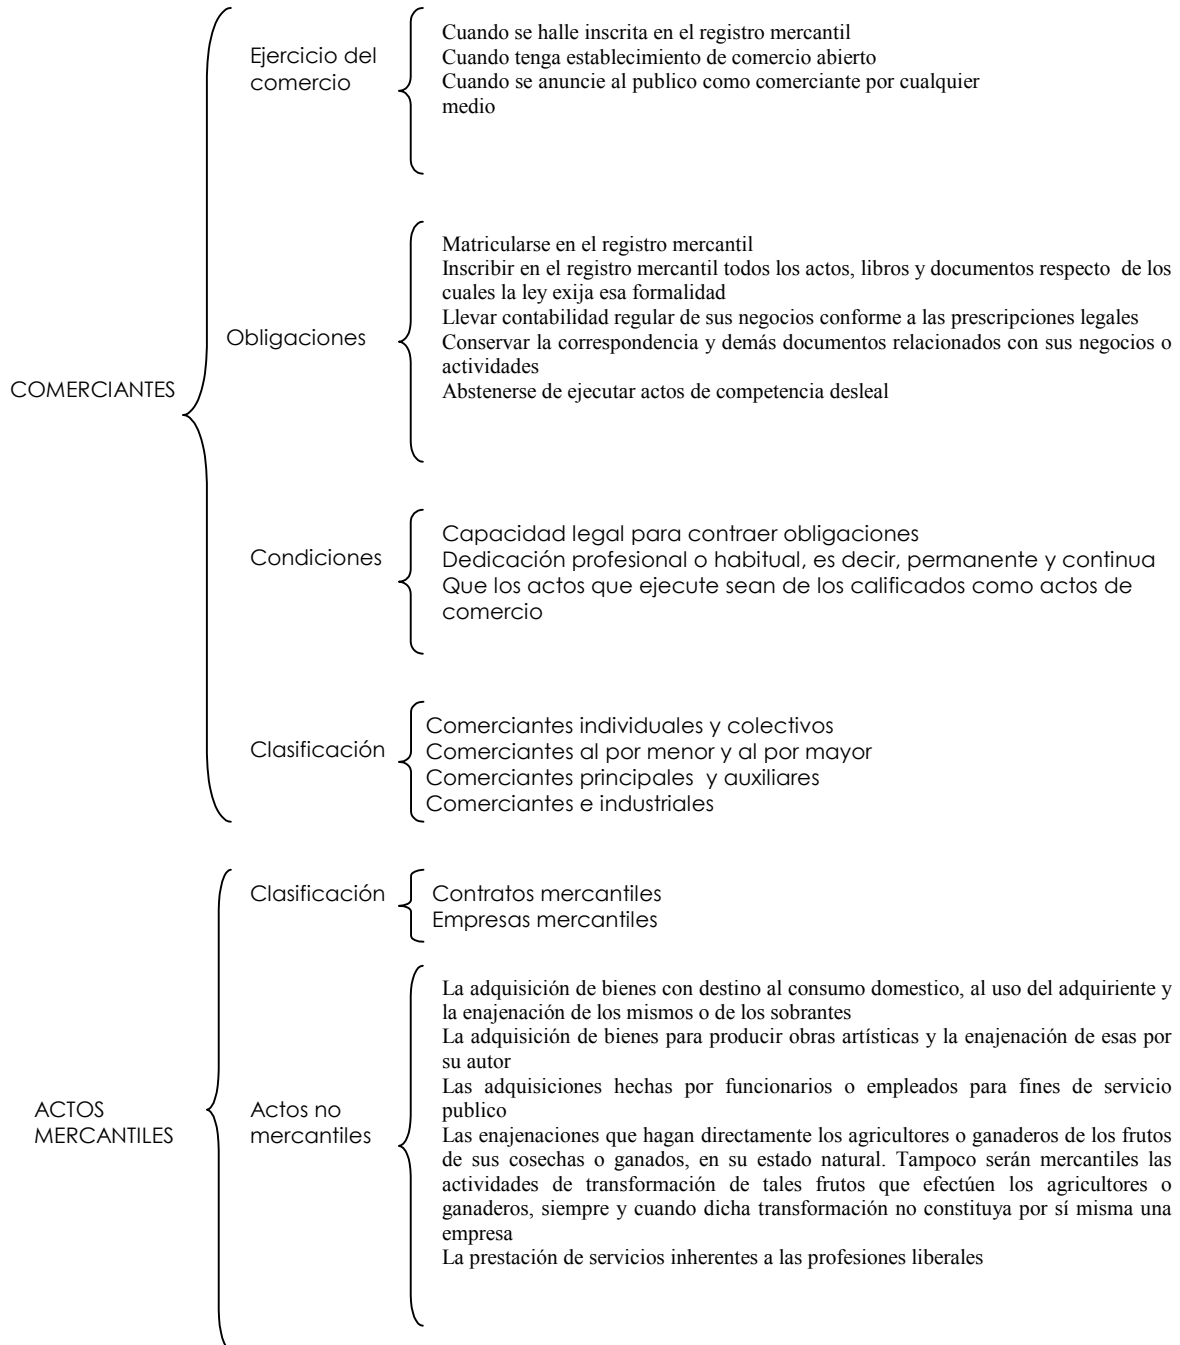 COMERCIANTES
Ejercicio del
comercio
Cuando se halle inscrita en el registro mercantil
Cuando tenga establecimiento de comercio abierto
Cuando se anuncie al publico como comerciante por cualquier
medio
Obligaciones
Matricularse en el registro mercantil
Inscribir en el registro mercantil todos los actos, libros y documentos respecto de los
cuales la ley exija esa formalidad
Llevar contabilidad regular de sus negocios conforme a las prescripciones legales
Conservar la correspondencia y demás documentos relacionados con sus negocios o
actividades
Abstenerse de ejecutar actos de competencia desleal
Condiciones
Capacidad legal para contraer obligaciones
Dedicación profesional o habitual, es decir, permanente y continua
Que los actos que ejecute sean de los calificados como actos de
comercio
Clasificación
Comerciantes individuales y colectivos
Comerciantes al por menor y al por mayor
Comerciantes principales y auxiliares
Comerciantes e industriales
ACTOS
MERCANTILES
Clasificación
Contratos mercantiles
Empresas mercantiles
Actos no
mercantiles
La adquisición de bienes con destino al consumo domestico, al uso del adquiriente y
la enajenación de los mismos o de los sobrantes
La adquisición de bienes para producir obras artísticas y la enajenación de esas por
su autor
Las adquisiciones hechas por funcionarios o empleados para fines de servicio
publico
Las enajenaciones que hagan directamente los agricultores o ganaderos de los frutos
de sus cosechas o ganados, en su estado natural. Tampoco serán mercantiles las
actividades de transformación de tales frutos que efectúen los agricultores o
ganaderos, siempre y cuando dicha transformación no constituya por sí misma una
empresa
La prestación de servicios inherentes a las profesiones liberales